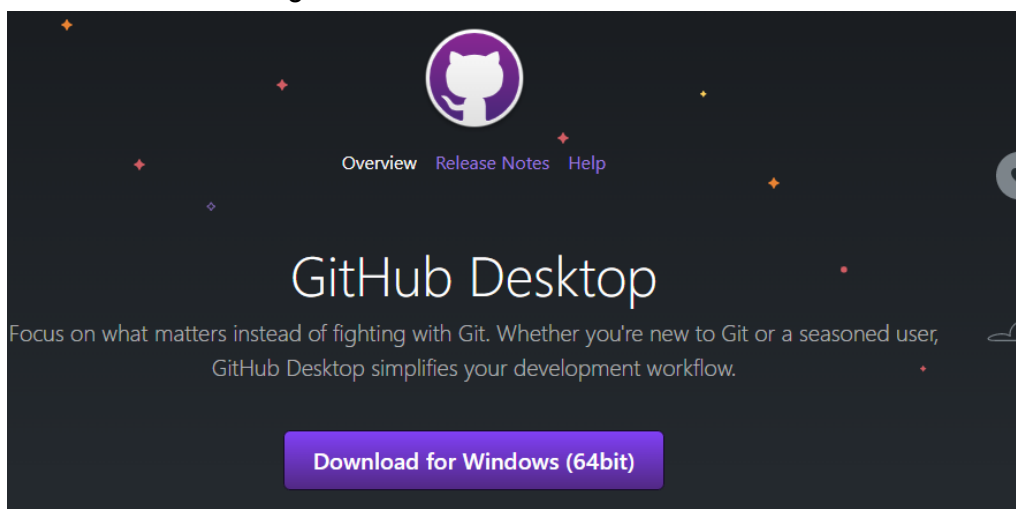 Overview Release Notes Help
GitHub Desktop
Focus on what matters instead of fighting with Git. Whether you're new to Git or a seasoned user,
GitHub Desktop simplifies your development workflow.
Download for Windows (64bit)